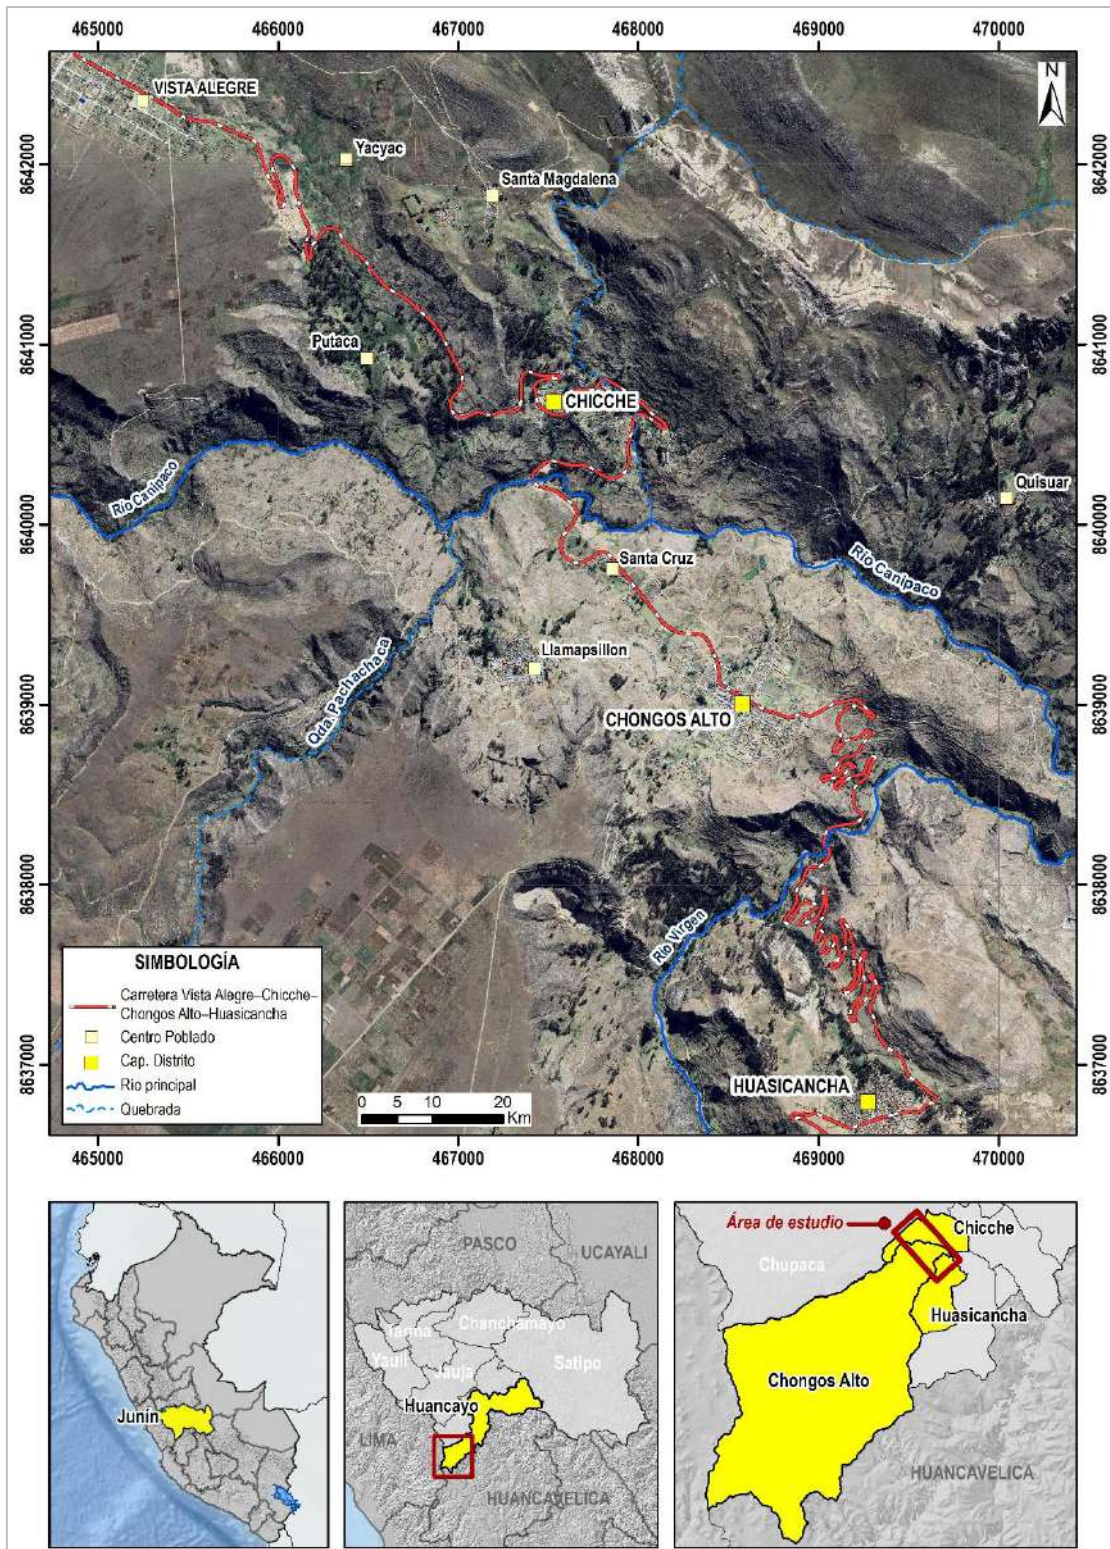 465000 466000 467000 468000 469000 470000
N
VISTA ALEGRE
8642000
Yacyac
8642000
Santa Magdalena
8641000
Putaca
8641000
CHICCHE
Río Canipaco
Quisuar
8640000
8640000
Santa Cruz
Río Canipaco
Llamapsillon
Qda. Pachachaca
8639000
CHONGOS ALTO
8639000
8638000
8638000
Río Virgen
SIMBOLOGÍA
Carretera Vista Alegre–Chicche–
Chongos Alto–Huasicancha
Centro Poblado
Cap. Distrito
Río principal
Quebrada
8637000
8637000
HUASICANCHA
0 5 10 20
Km
465000 466000 467000 468000 469000 470000
Junín
PASCO
UCAYALI
Tarma
Chanchamayo
Yauli
Jauja
Satipo
Huancayo
LIMA
HUANCAVELICA
Área de estudio
Chicche
Chupaca
Huasicancha
Chongos Alto
HUANCAVELICA